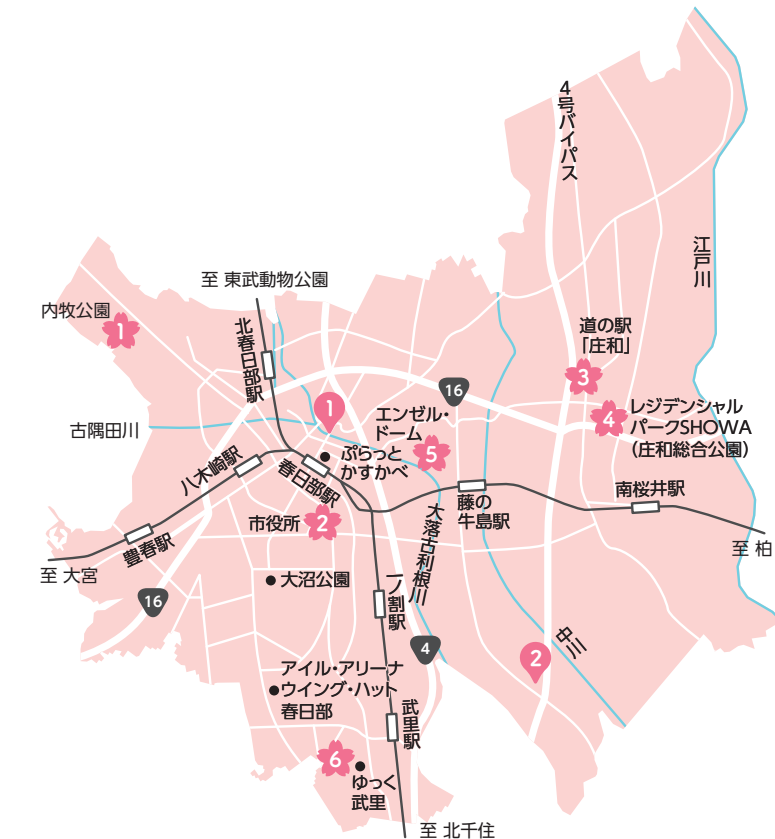 4号バイパス
江戸川
至 東武動物公園
内牧公園
1
北春日部駅
道の駅
「庄和」
3
16
1
エンゼル・
ドーム
5
4
レジデンシャル
パークSHOWA
(庄和総合公園)
古隅田川
ぷらっと
かすかべ
八木崎駅
春日部駅
藤の
牛島駅
南桜井駅
市役所
2
大落古利根川
豊春駅
至 柏
至 大宮
大沼公園
16
一ノ割駅
中川
4
2
アイル・アリーナ
ウイング・ハット
春日部
武里駅
6
ゆっく
武里
至 北千住